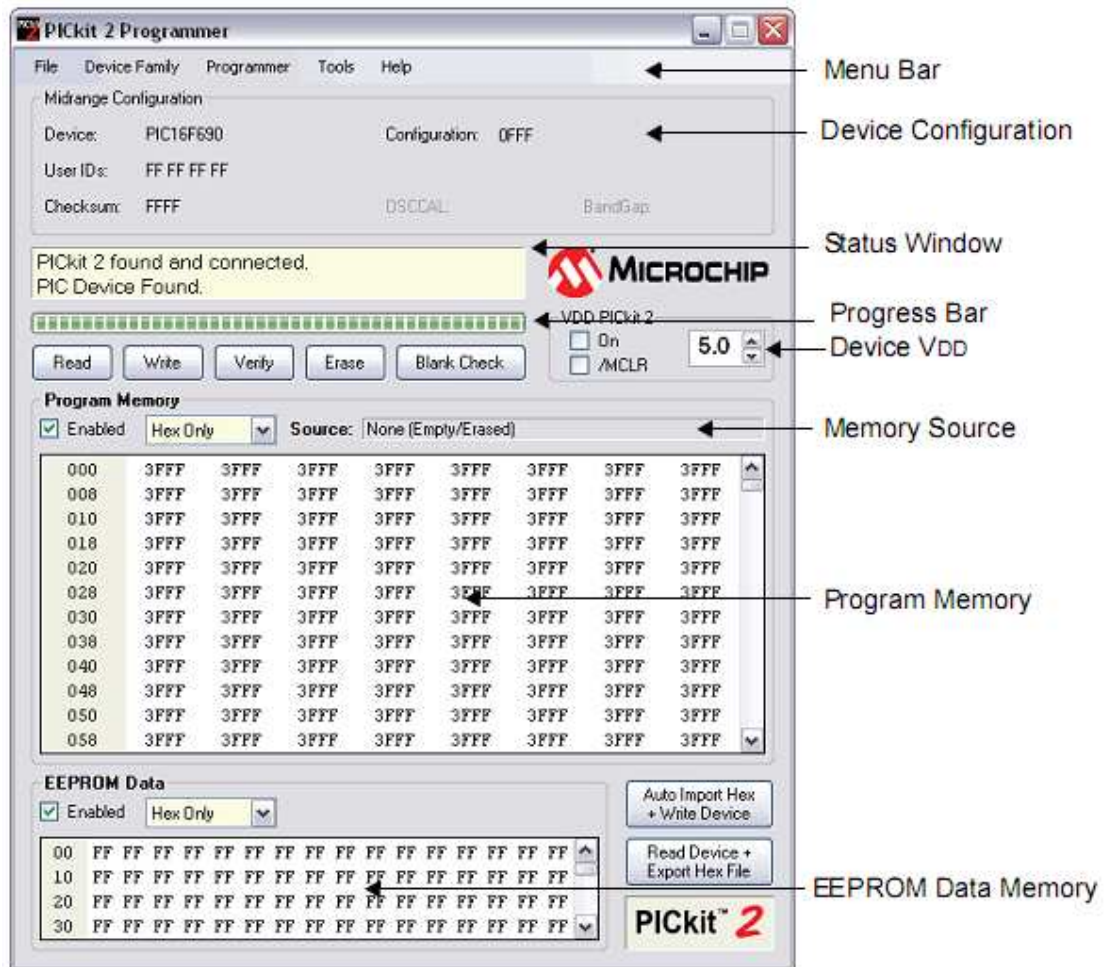 PICkit 2 Programmer
File Device Family Programmer Tools Help
Menu Bar
Midrange Configuration
Device: PIC16F690 Configuration: 0FFF
Device Configuration
User IDs: FF FF FF FF
Checksum: FFFF OSCCAL: BandGap:
Status Window
PICkit 2 found and connected.
PIC Device Found.
MICROCHIP
Progress Bar
VDD PICkit 2
On
/MCLR
5.0
Device VDD
Read Write Verify Erase Blank Check
Program Memory
Enabled Hex Only Source: None (Empty/Erased)
Memory Source
000 3FFF 3FFF 3FFF 3FFF 3FFF 3FFF 3FFF 3FFF
008 3FFF 3FFF 3FFF 3FFF 3FFF 3FFF 3FFF 3FFF
010 3FFF 3FFF 3FFF 3FFF 3FFF 3FFF 3FFF 3FFF
018 3FFF 3FFF 3FFF 3FFF 3FFF 3FFF 3FFF 3FFF
020 3FFF 3FFF 3FFF 3FFF 3FFF 3FFF 3FFF 3FFF
028 3FFF 3FFF 3FFF 3FFF 3FFF 3FFF 3FFF 3FFF
Program Memory
030 3FFF 3FFF 3FFF 3FFF 3FFF 3FFF 3FFF 3FFF
038 3FFF 3FFF 3FFF 3FFF 3FFF 3FFF 3FFF 3FFF
040 3FFF 3FFF 3FFF 3FFF 3FFF 3FFF 3FFF 3FFF
048 3FFF 3FFF 3FFF 3FFF 3FFF 3FFF 3FFF 3FFF
050 3FFF 3FFF 3FFF 3FFF 3FFF 3FFF 3FFF 3FFF
058 3FFF 3FFF 3FFF 3FFF 3FFF 3FFF 3FFF 3FFF
EEPROM Data
Enabled Hex Only
Auto Import Hex
+ Write Device
00 FF FF FF FF FF FF FF FF FF FF FF FF FF FF FF FF
10 FF FF FF FF FF FF FF FF FF FF FF FF FF FF FF FF
20 FF FF FF FF FF FF FF FF FF FF FF FF FF FF FF FF
30 FF FF FF FF FF FF FF FF FF FF FF FF FF FF FF FF
Read Device +
Export Hex File
EEPROM Data Memory
PICkit™ 2